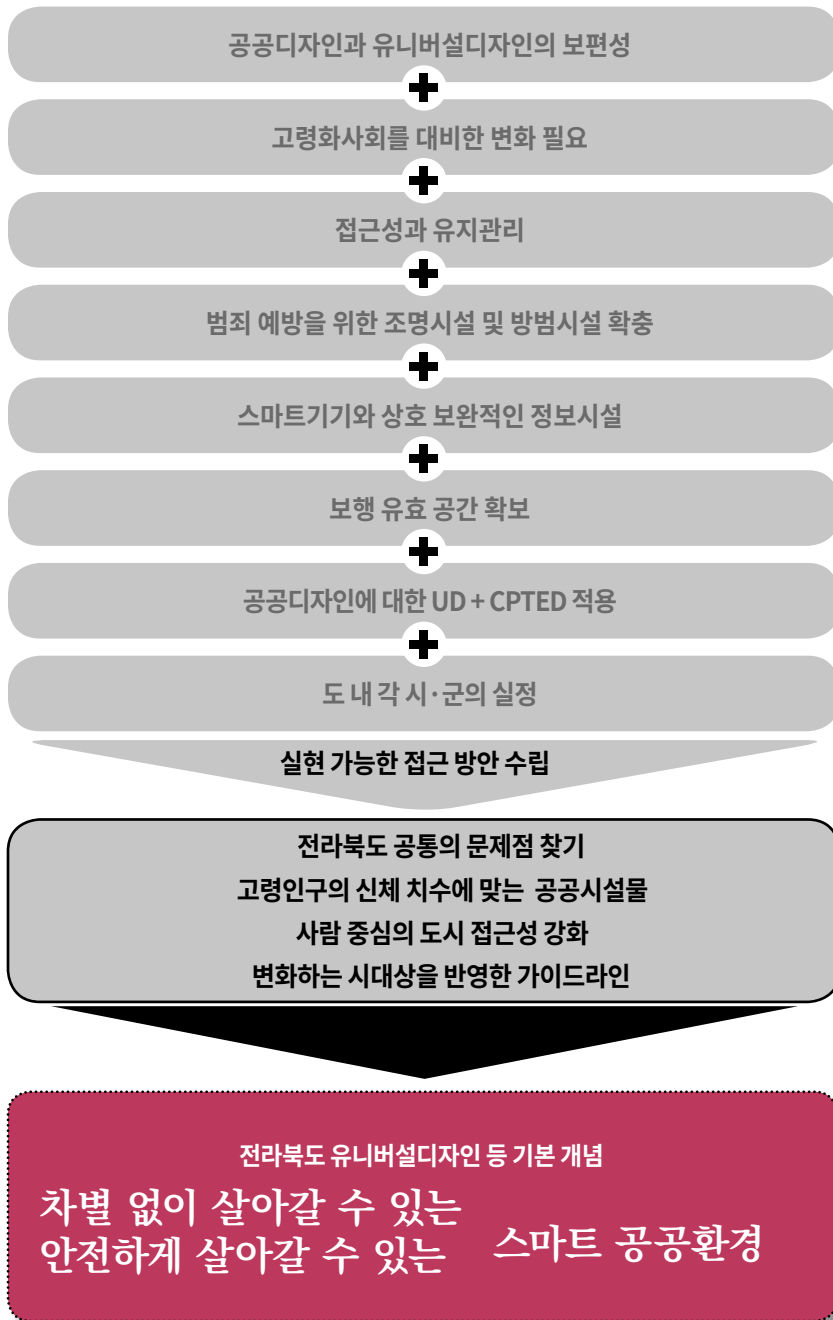 공공디자인과 유니버설디자인의 보편성
+
고령화사회를 대비한 변화 필요
+
접근성과 유지관리
+
범죄 예방을 위한 조명시설 및 방범시설 확충
+
스마트기기와 상호 보완적인 정보시설
+
보행 유효 공간 확보
+
공공디자인에 대한 UD + CPTED 적용
+
도 내 각 시·군의 실정
실현 가능한 접근 방안 수립
전라북도 공통의 문제점 찾기
고령인구의 신체 치수에 맞는 공공시설물
사람 중심의 도시 접근성 강화
변화하는 시대상을 반영한 가이드라인
전라북도 유니버설디자인 등 기본 개념
차별 없이 살아갈 수 있는
안전하게 살아갈 수 있는
스마트 공공환경